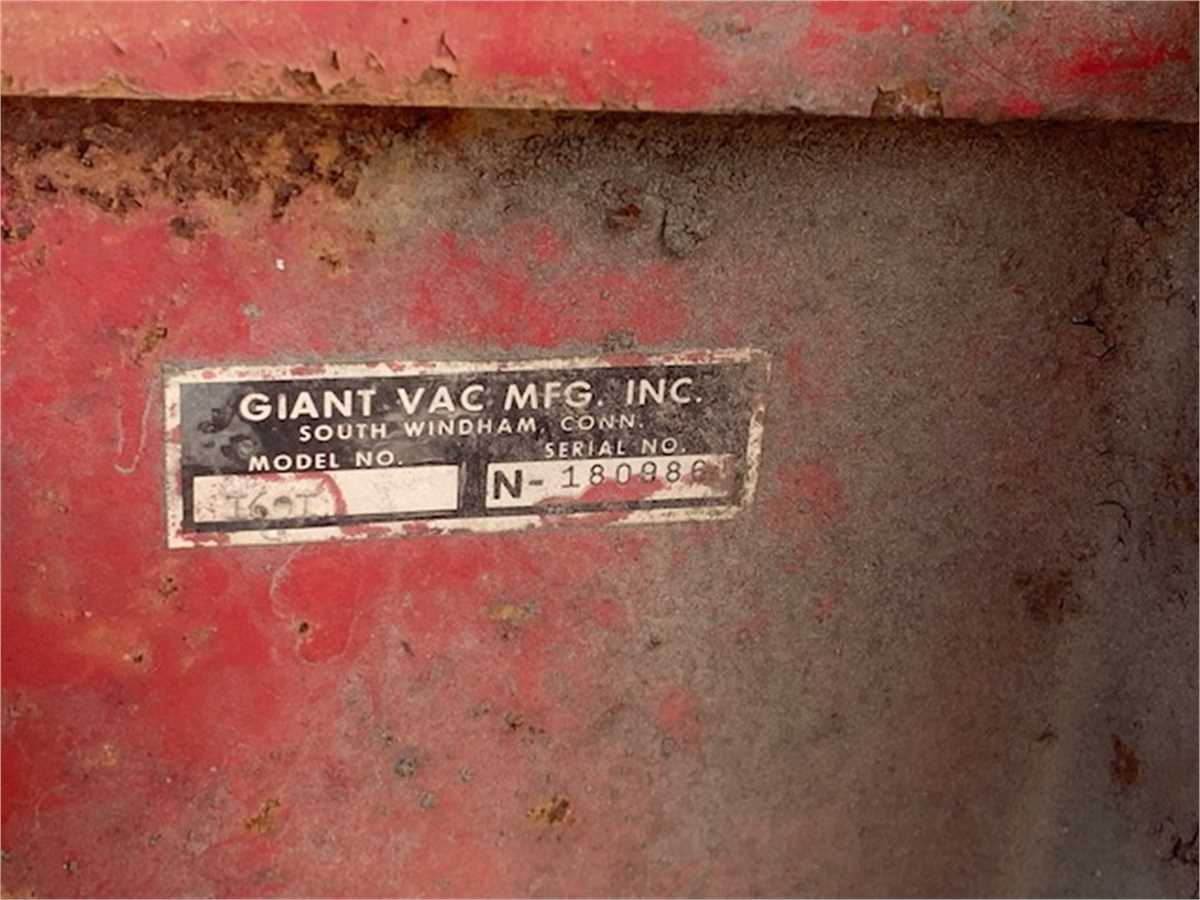 GIANT VAC MFG. INC.
SOUTH WINDHAM, CONN.
MODEL NO. SERIAL NO.
N-180986